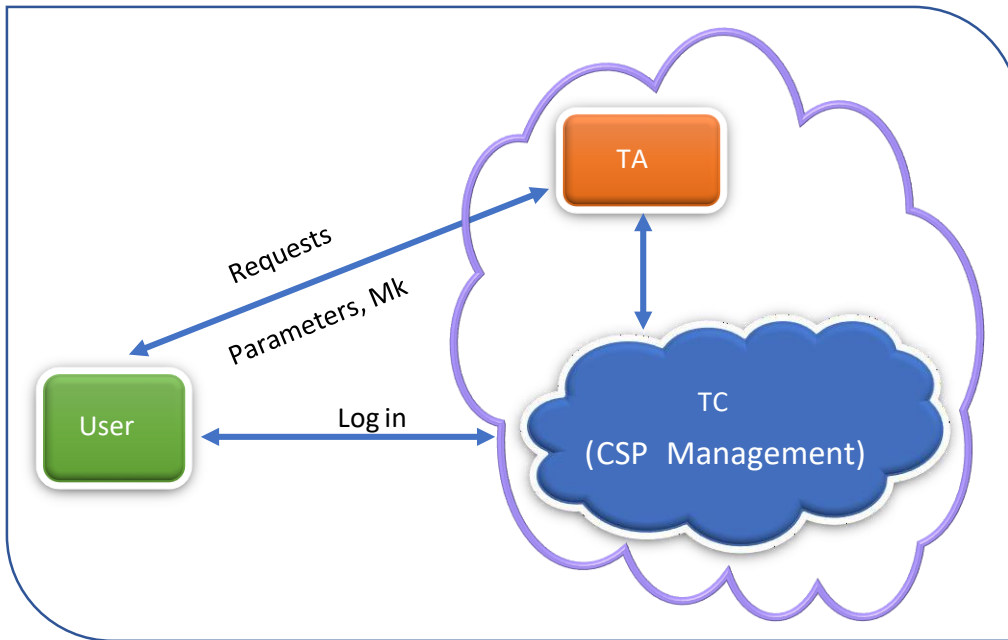 TA
Requests
Parameters, Mk
User
Log in
TC
(CSP Management)